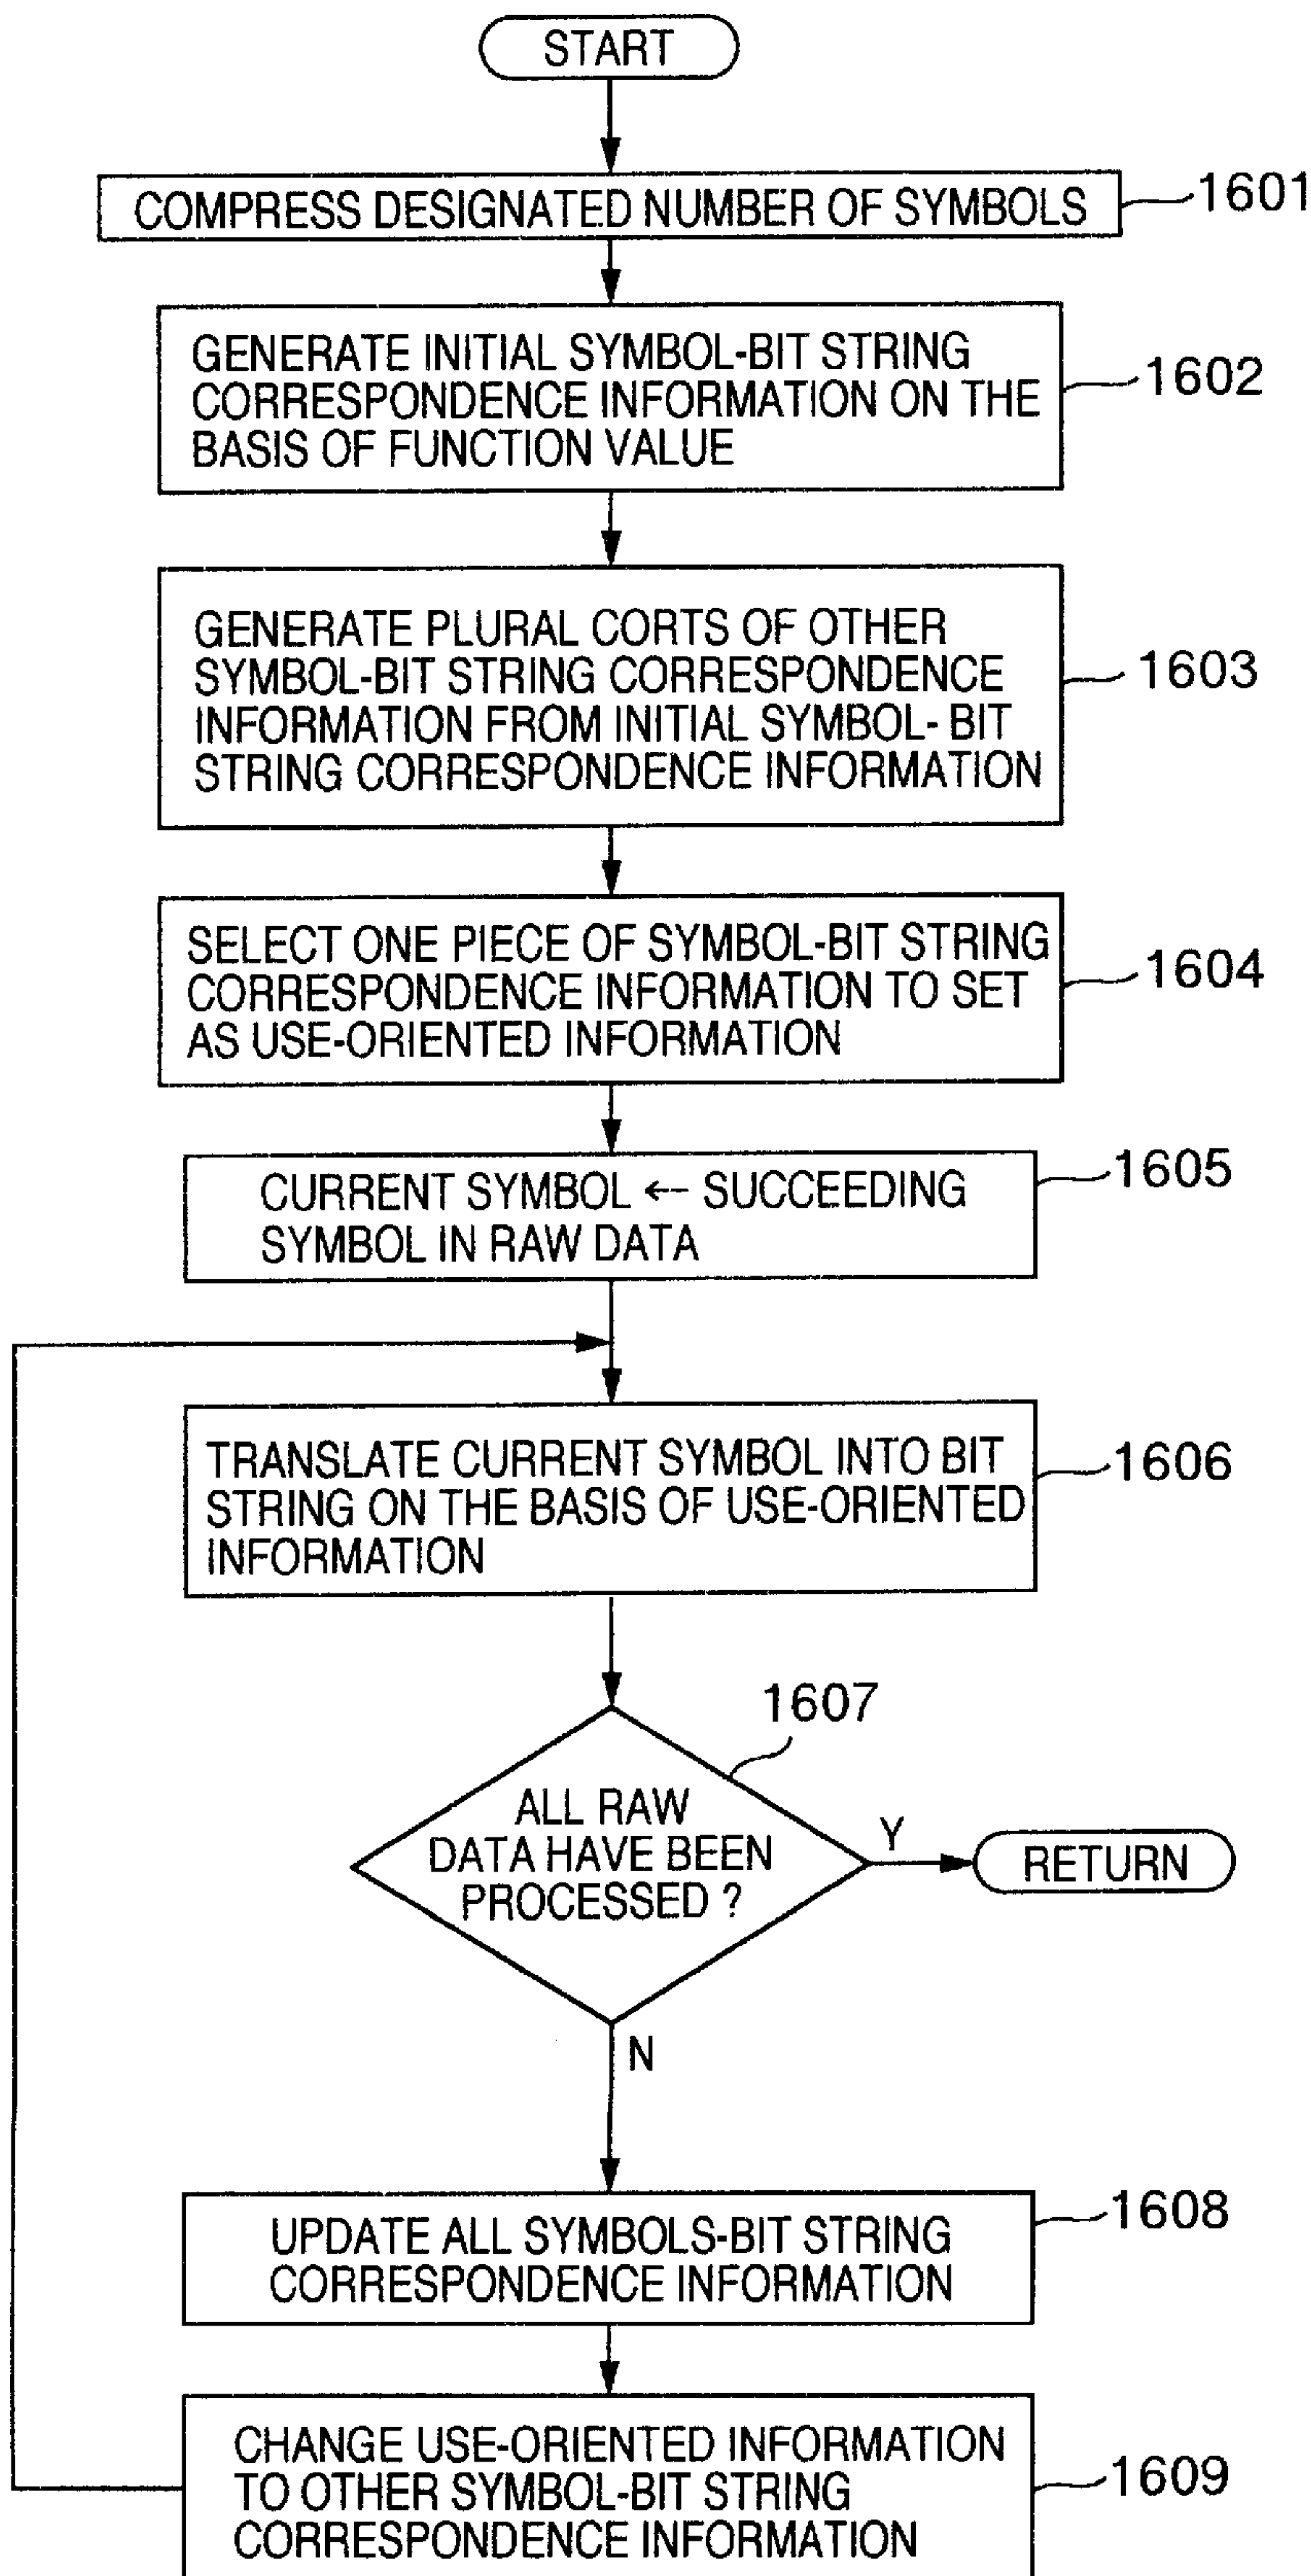 START
COMPRESS DESIGNATED NUMBER OF SYMBOLS
1601
GENERATE INITIAL SYMBOL-BIT STRING
CORRESPONDENCE INFORMATION ON THE
BASIS OF FUNCTION VALUE
1602
GENERATE PLURAL CORTS OF OTHER
SYMBOL-BIT STRING CORRESPONDENCE
INFORMATION FROM INITIAL SYMBOL- BIT
STRING CORRESPONDENCE INFORMATION
1603
SELECT ONE PIECE OF SYMBOL-BIT STRING
CORRESPONDENCE INFORMATION TO SET
AS USE-ORIENTED INFORMATION
1604
CURRENT SYMBOL ← SUCCEEDING
SYMBOL IN RAW DATA
1605
TRANSLATE CURRENT SYMBOL INTO BIT
STRING ON THE BASIS OF USE-ORIENTED
INFORMATION
1606
1607
ALL RAW
DATA HAVE BEEN
PROCESSED ?
Y
RETURN
N
UPDATE ALL SYMBOLS-BIT STRING
CORRESPONDENCE INFORMATION
1608
CHANGE USE-ORIENTED INFORMATION
TO OTHER SYMBOL-BIT STRING
CORRESPONDENCE INFORMATION
1609